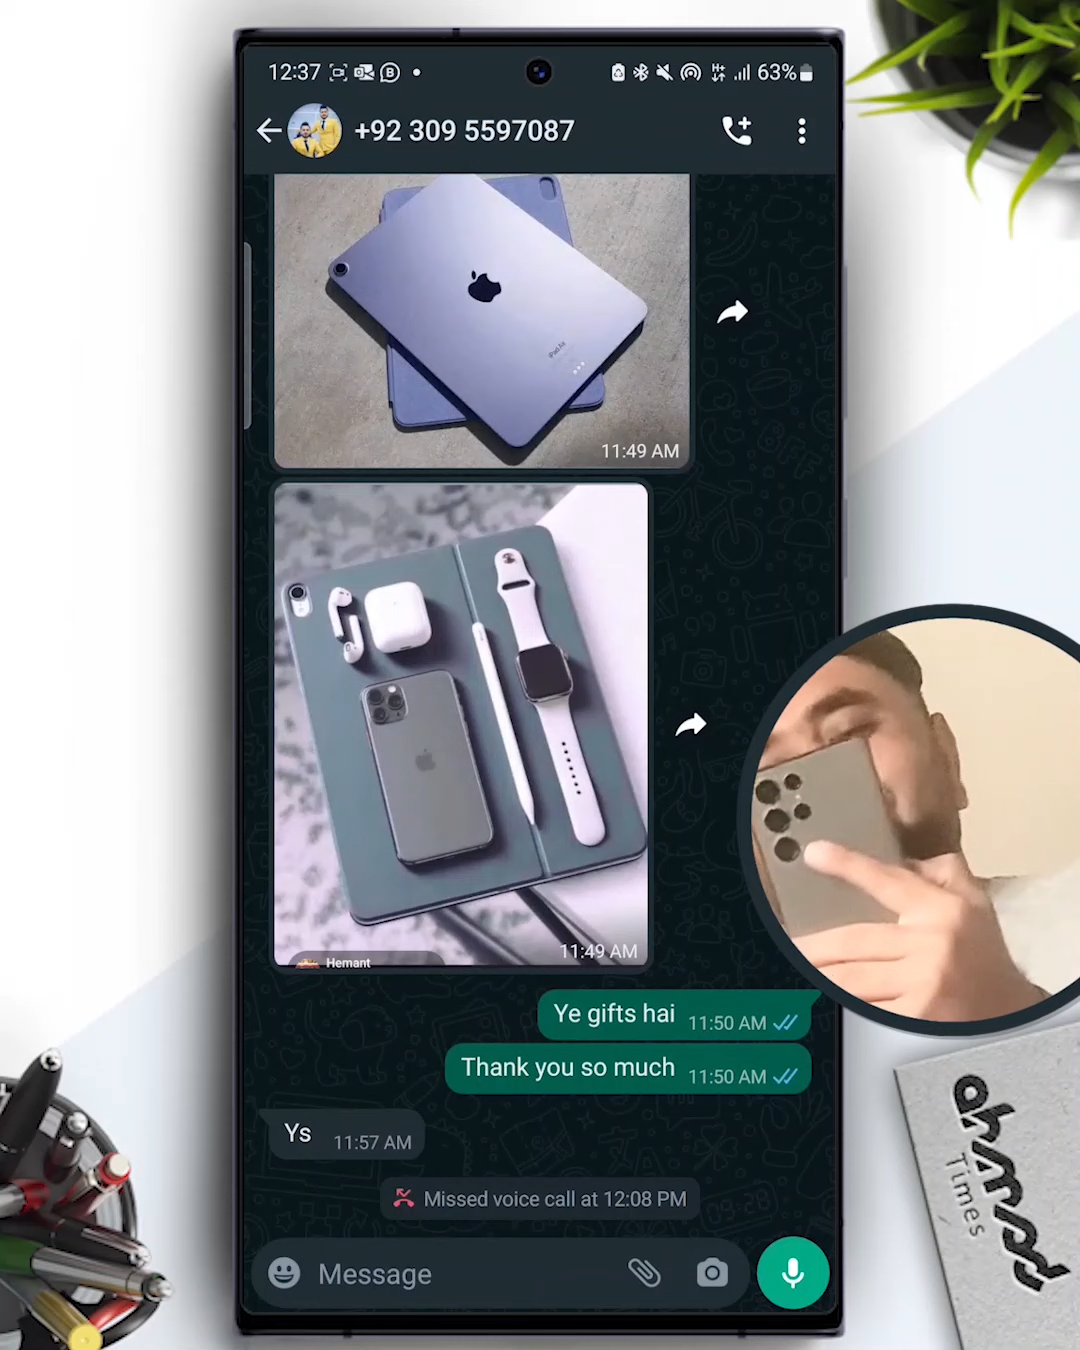 12:37
63%
+92 309 5597087
iPad Air
11:49 AM
Hemant
11:49 AM
Ye gifts hai 11:50 AM
Thank you so much 11:50 AM
Ys 11:57 AM
Missed voice call at 12:08 PM
Message
ahmad
Times